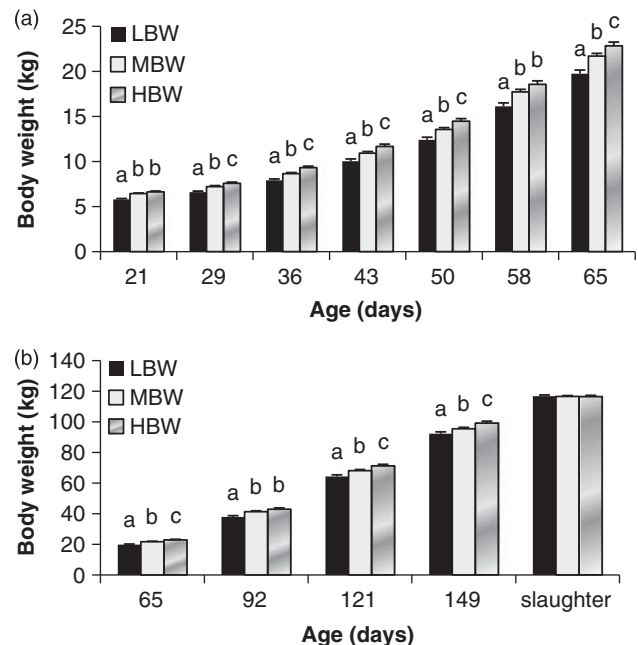 (a)
25
20
15
10
5
0
Body weight (kg)
LBW
MBW
HBW
a b b
a b c
a b c
a b c
a b c
a b b
a b c
21 29 36 43 50 58 65
Age (days)
(b)
140
120
100
80
60
40
20
0
Body weight (kg)
LBW
MBW
HBW
a b c
a b b
a b c
a b c
65 92 121 149 slaughter
Age (days)